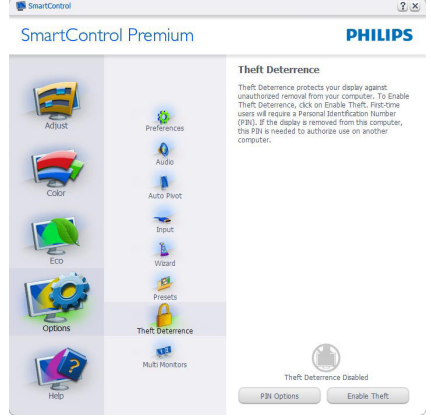 SmartControl
? x
SmartControl Premium
PHILIPS
Adjust
Color
Eco
Options
Help
Preferences
Audio
Auto Pivot
Input
Wizard
Presets
Theft Deterrence
Multi Monitors
Theft Deterrence
Theft Deterrence protects your display against
unauthorized removal from your computer. To Enable
Theft Deterrence, click on Enable Theft. First-time
users will require a Personal Identification Number
(PIN). If the display is removed from this computer,
this PIN is needed to authorize use on another
computer.
Theft Deterrence Disabled
PIN Options
Enable Theft